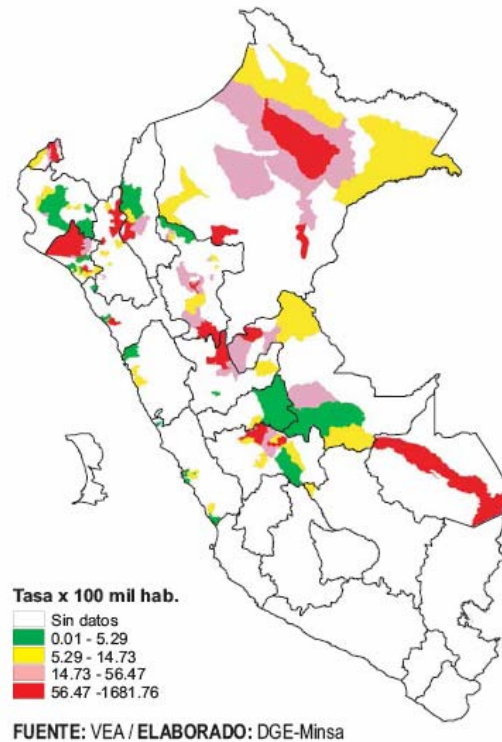 Tasa x 100 mil hab.
Sin datos
0.01 - 5.29
5.29 - 14.73
14.73 - 56.47
56.47 -1681.76
FUENTE: VEA / ELABORADO: DGE-Minsa